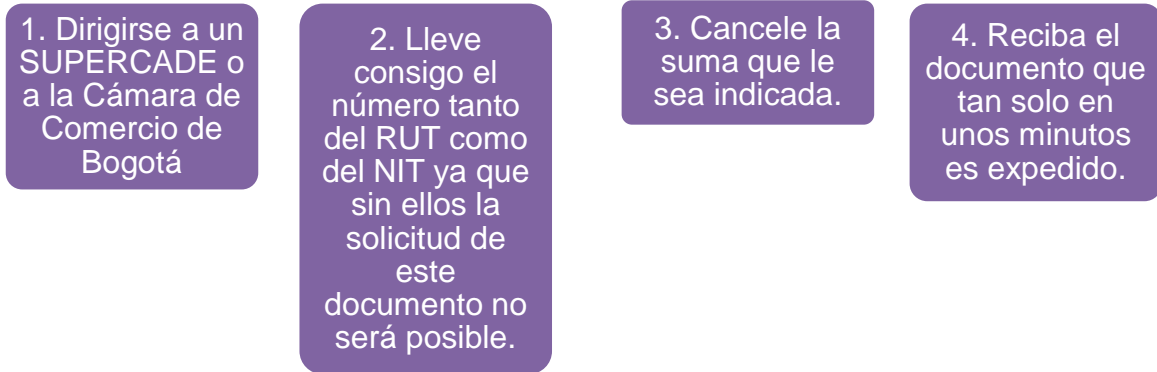 1. Dirigirse a un
SUPERCADE o
a la Cámara de
Comercio de
Bogotá
2. Lleve
consigo el
número tanto
del RUT como
del NIT ya que
sin ellos la
solicitud de
este
documento no
será posible.
3. Cancele la
suma que le
sea indicada.
4. Reciba el
documento que
tan solo en
unos minutos
es expedido.